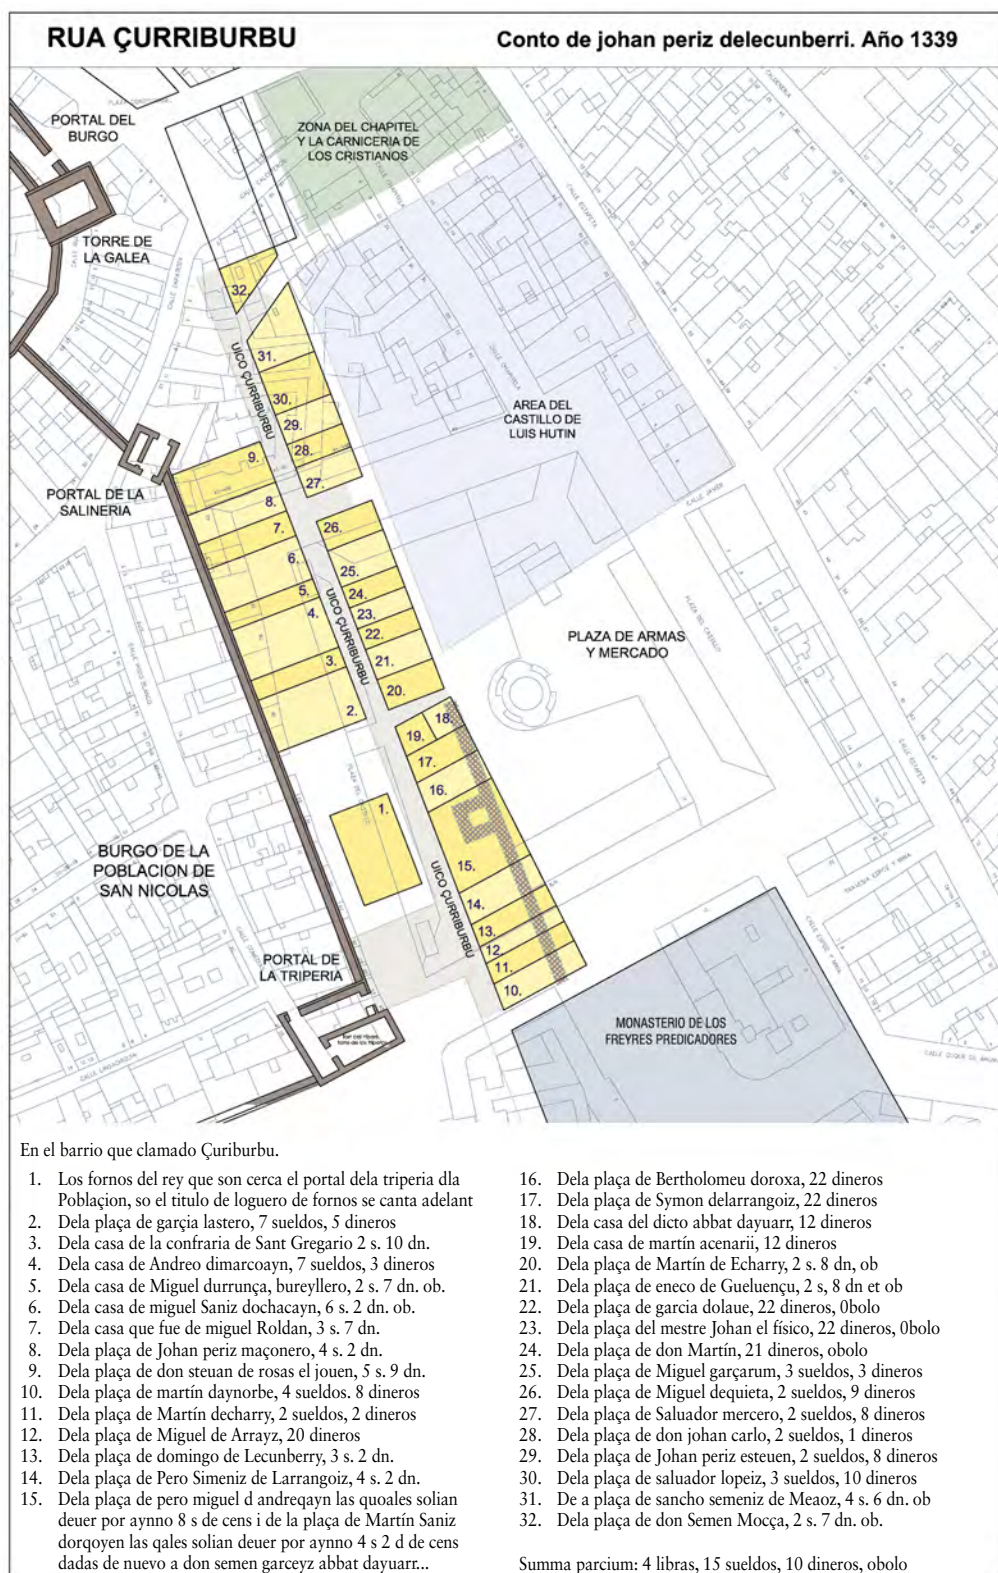 RUA ÇURRIBURBU
Conto de johan periz delecunberri. Año 1339
PORTAL DEL
BURGO
ZONA DEL CHAPITEL
Y LA CARNICERIA DE
LOS CRISTIANOS
TORRE DE
LA GALEA
32.
31.
UICO ÇURRIBURBU
30.
29.
28.
27.
AREA DEL
CASTILLO DE
LUIS HUTIN
9.
PORTAL DE LA
SALINERIA
8.
7.
6.
5.
4.
3.
2.
26.
25.
24.
23.
22.
21.
20.
UICO ÇURRIBURBU
CALLE JAVIER
CALLE ESTAFETA
PLAZA DEL CASTILLO
PLAZA DE ARMAS
Y MERCADO
19.
18.
17.
16.
1.
15.
14.
13.
12.
11.
10.
UICO ÇURRIBURBU
BURGO DE LA
POBLACION DE
SAN NICOLAS
PORTAL DE
LA TRIPERIA
MONASTERIO DE LOS
FREYRES PREDICADORES
En el barrio que clamado Çuriburbu.
1. Los fornos del rey que son cerca el portal dela triperia dla
Poblaçion, so el titulo de loguero de fornos se canta adelant
2. Dela plaça de garçia lastero, 7 sueldos, 5 dineros
3. Dela casa de la confraria de Sant Gregario 2 s. 10 dn.
4. Dela casa de Andreo dimarcoayn, 7 sueldos, 3 dineros
5. Dela casa de Miguel durrunça, bureyllero, 2 s. 7 dn. ob.
6. Dela casa de miguel Saniz dochacayn, 6 s. 2 dn. ob.
7. Dela casa que fue de miguel Roldan, 3 s. 7 dn.
8. Dela plaça de Johan periz maçonero, 4 s. 2 dn.
9. Dela plaça de don steuan de rosas el jouen, 5 s. 9 dn.
10. Dela plaça de martín daynorbe, 4 sueldos. 8 dineros
11. Dela plaça de Martín decharry, 2 sueldos, 2 dineros
12. Dela plaça de Miguel de Arrayz, 20 dineros
13. Dela plaça de domingo de Lecunberry, 3 s. 2 dn.
14. Dela plaça de Pero Simeniz de Larrangoiz, 4 s. 2 dn.
15. Dela plaça de pero miguel d andreqayn las quoales solian
deuer por aynno 8 s de cens i de la plaça de Martín Saniz
dorqoyen las qales solian deuer por aynno 4 s 2 d de cens
dadas de nuevo a don semen garceyz abbat dayuarr...
16. Dela plaça de Bertholomeu doroxa, 22 dineros
17. Dela plaça de Symon delarrangoiz, 22 dineros
18. Dela casa del dicto abbat dayuarr, 12 dineros
19. Dela casa de martín acenarii, 12 dineros
20. Dela plaça de Martín de Echarry, 2 s. 8 dn, ob
21. Dela plaça de eneco de Gueluençu, 2 s, 8 dn et ob
22. Dela plaça de garcia dolaue, 22 dineros, 0bolo
23. Dela plaça del mestre Johan el físico, 22 dineros, 0bolo
24. Dela plaça de don Martín, 21 dineros, obolo
25. Dela plaça de Miguel garçarum, 3 sueldos, 3 dineros
26. Dela plaça de Miguel dequieta, 2 sueldos, 9 dineros
27. Dela plaça de Saluador mercero, 2 sueldos, 8 dineros
28. Dela plaça de don johan carlo, 2 sueldos, 1 dineros
29. Dela plaça de Johan periz esteuen, 2 sueldos, 8 dineros
30. Dela plaça de saluador lopeiz, 3 sueldos, 10 dineros
31. De a plaça de sancho semeniz de Meaoz, 4 s. 6 dn. ob
32. Dela plaça de don Semen Mocça, 2 s. 7 dn. ob.
Summa parcium: 4 libras, 15 sueldos, 10 dineros, obolo